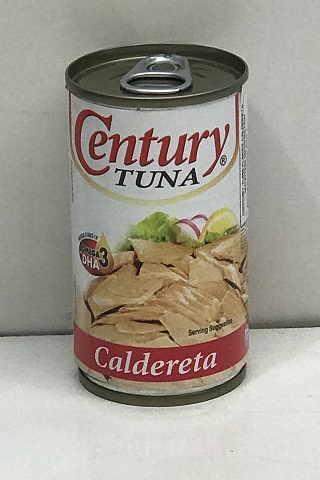 Century®
TUNA
OMEGA 3
DHA
Serving Suggestion
Caldereta